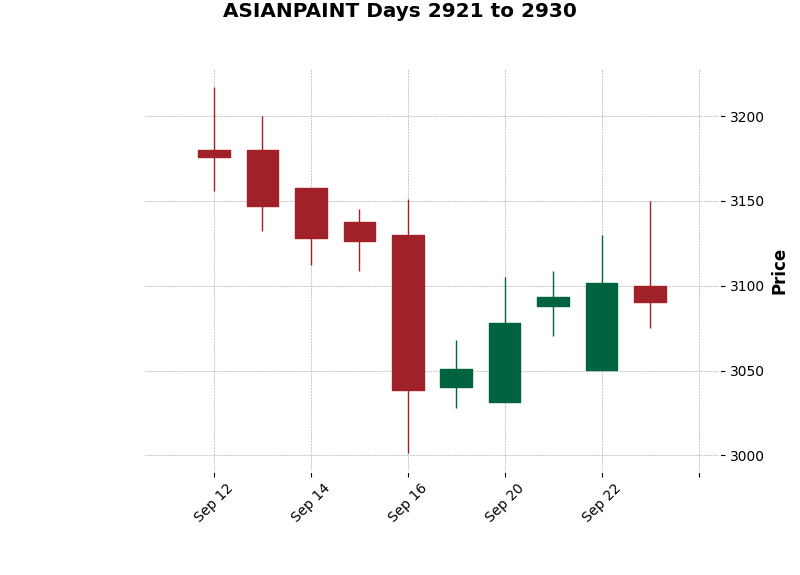 ASIANPAINT Days 2921 to 2930
3200
3150
3100
3050
3000
Price
Sep 12
Sep 14
Sep 16
Sep 20
Sep 22